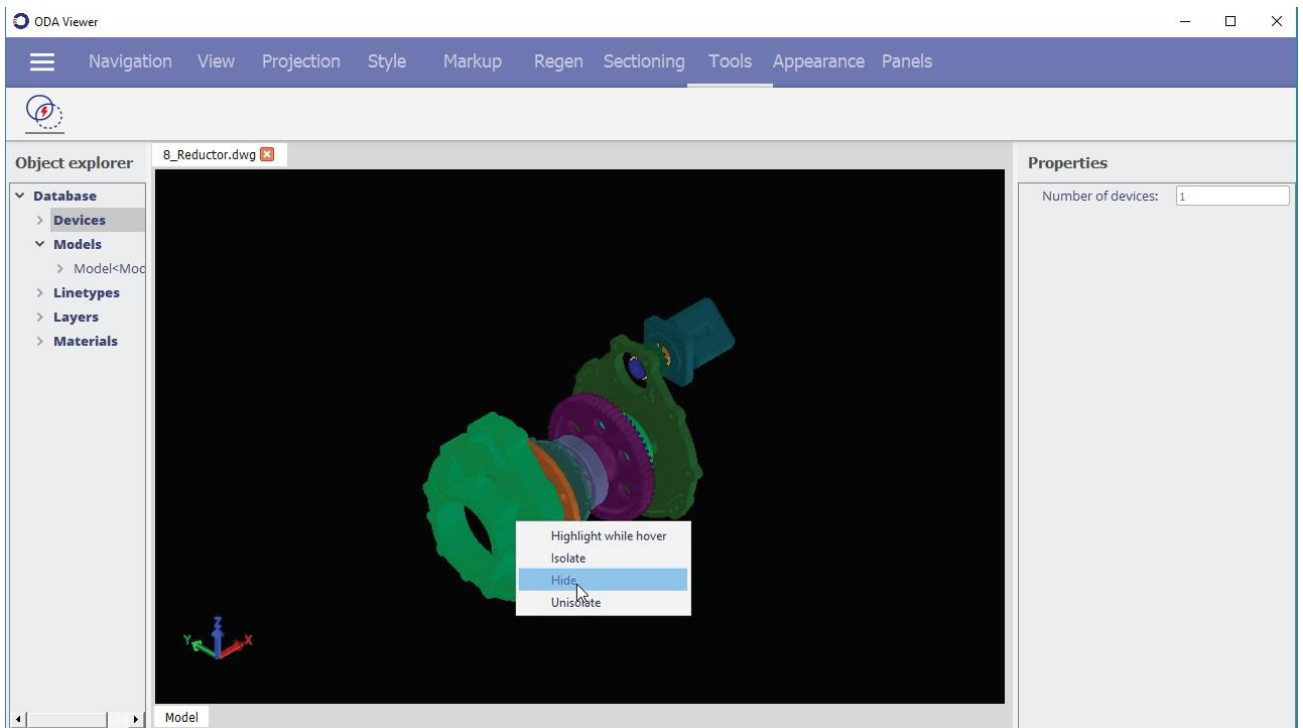 ODA Viewer
Navigation View Projection Style Markup Regen Sectioning Tools Appearance Panels
Object explorer
8_Reductor.dwg
Properties
Database
Devices
Models
Model<Mod
Linetypes
Layers
Materials
Number of devices: 1
Highlight while hover
Isolate
Hide
Unisolate
Z
Y
X
Model